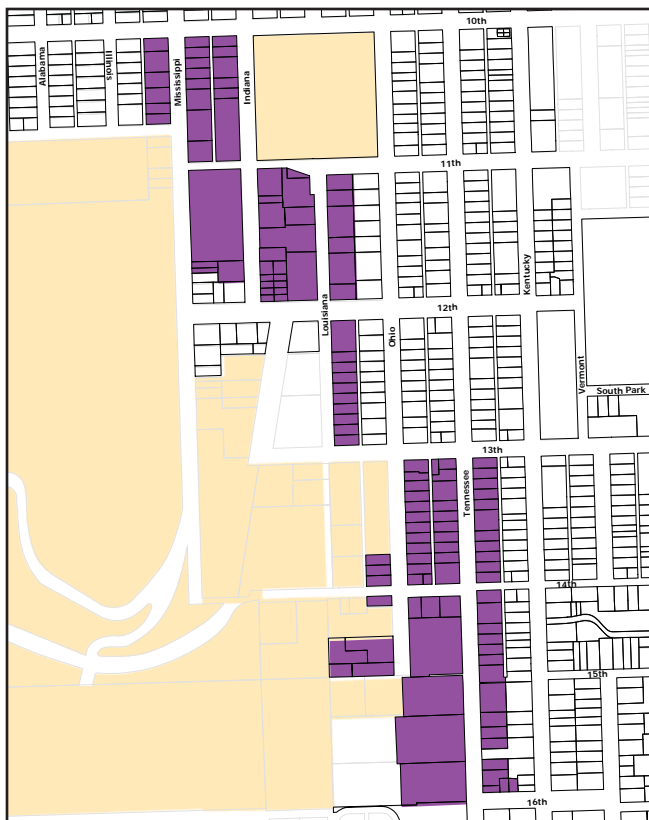 10th
Alabama
Illinois
Mississippi
Indiana
11th
Kentucky
12th
Louisiana
Ohio
Vermont
South Park
13th
Tennessee
14th
15th
16th